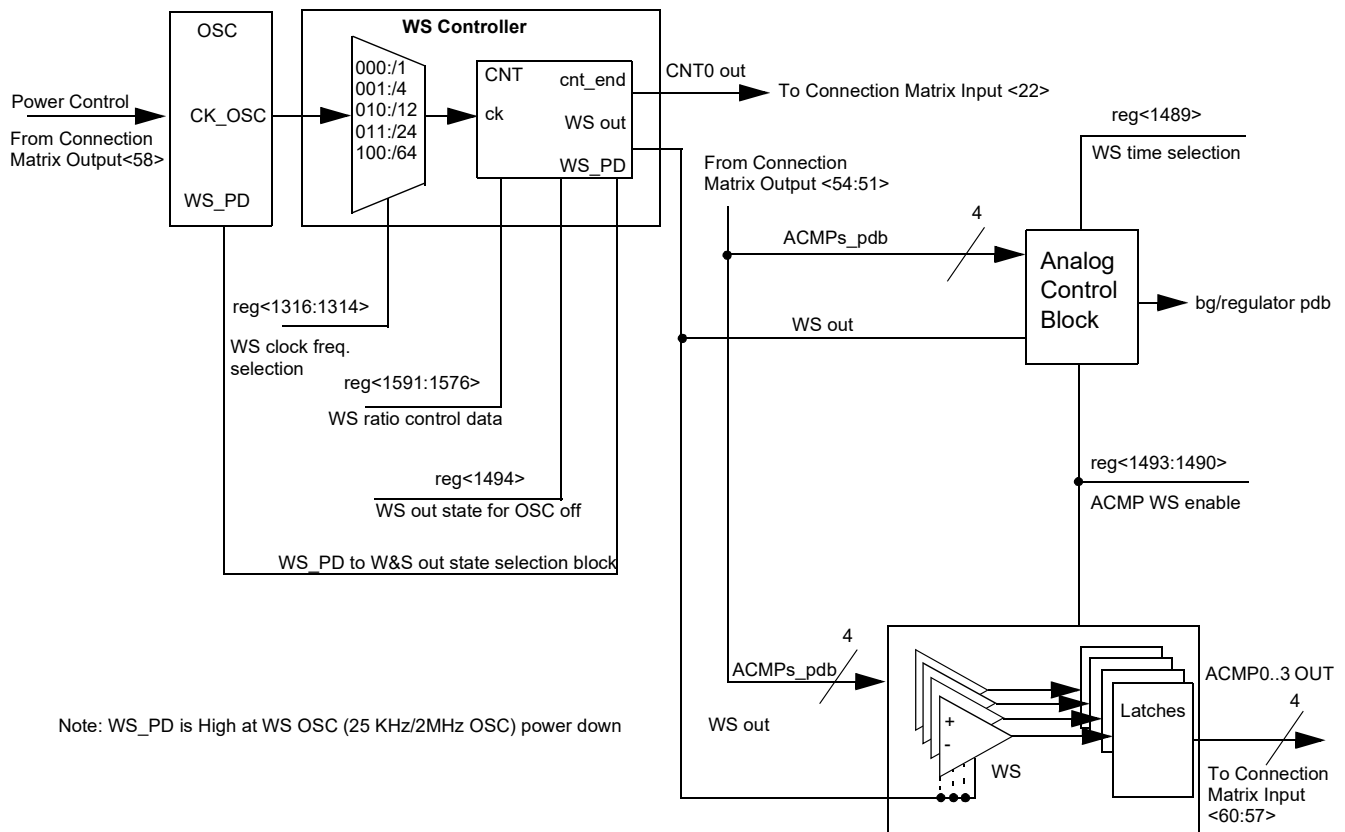 OSC
WS Controller
000:/1
001:/4
010:/12
011:/24
100:/64
CNT
cnt_end
ck
WS out
WS_PD
CNT0 out
To Connection Matrix Input <22>
Power Control
CK_OSC
From Connection
Matrix Output<58>
WS_PD
reg<1489>
WS time selection
From Connection
Matrix Output <54:51>
4
ACMPs_pdb
Analog
Control
Block
bg/regulator pdb
WS out
reg<1316:1314>
WS clock freq.
selection
reg<1591:1576>
WS ratio control data
reg<1494>
WS out state for OSC off
reg<1493:1490>
ACMP WS enable
WS_PD to W&S out state selection block
4
ACMPs_pdb
ACMP0..3 OUT
4
Latches
+
-
WS
WS out
Note: WS_PD is High at WS OSC (25 KHz/2MHz OSC) power down
To Connection
Matrix Input
<60:57>